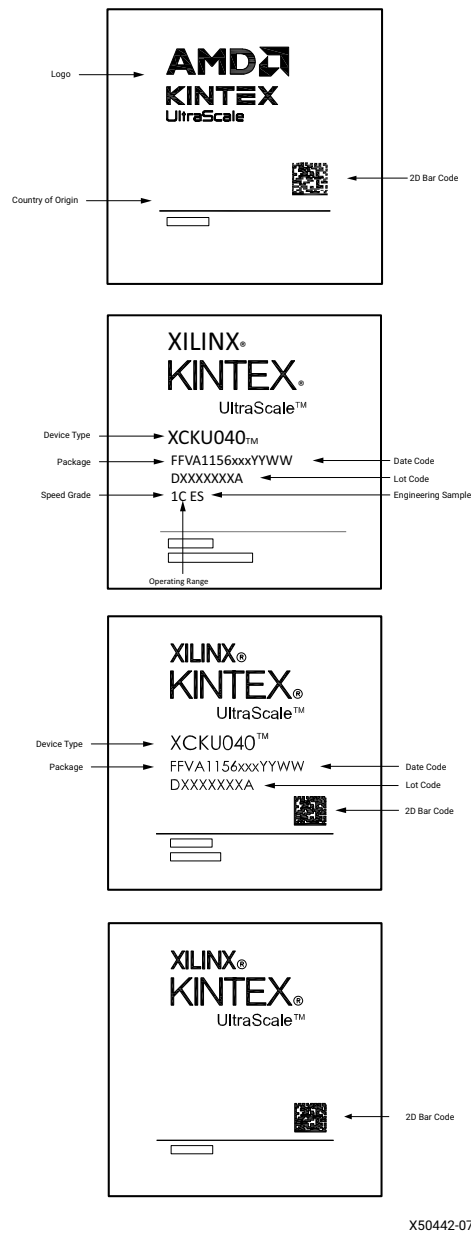 AMD
KINTEX
UltraScale
Logo
2D Bar Code
Country of Origin
XILINX®
KINTEX®
UltraScale™
Device Type
XCKU040™
Package
FFVA1156xxxYYWW
Date Code
DXXXXXXXA
Lot Code
Speed Grade
1C ES
Engineering Sample
Operating Range
XILINX®
KINTEX®
UltraScale™
Device Type
XCKU040™
Package
FFVA1156xxxYYWW
Date Code
DXXXXXXXA
Lot Code
2D Bar Code
XILINX®
KINTEX®
UltraScale™
2D Bar Code